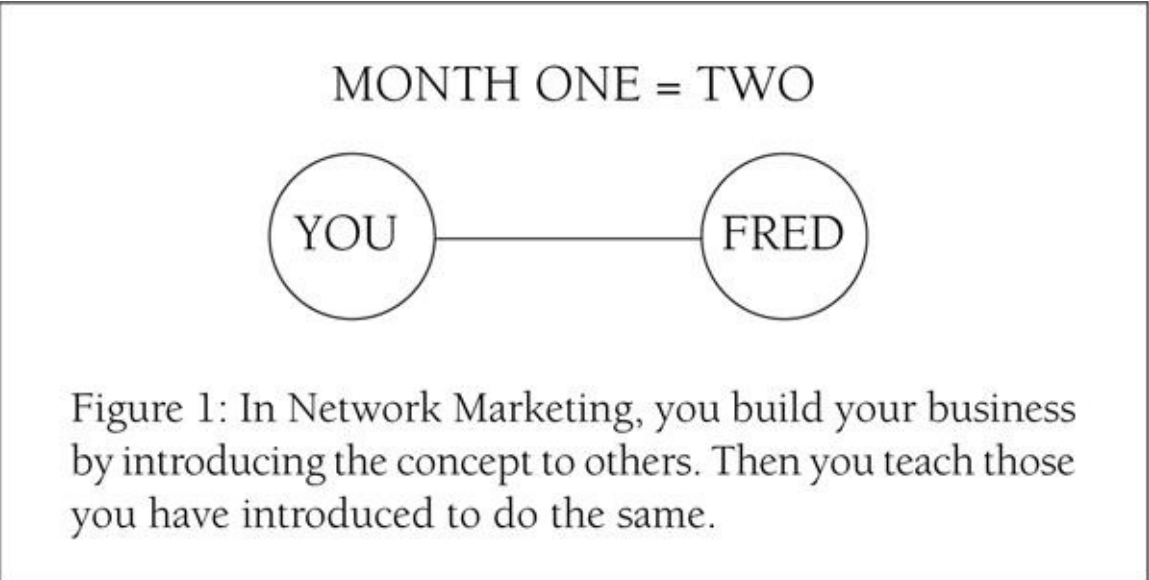 MONTH ONE = TWO
YOU FRED
Figure 1: In Network Marketing, you build your business
by introducing the concept to others. Then you teach those
you have introduced to do the same.